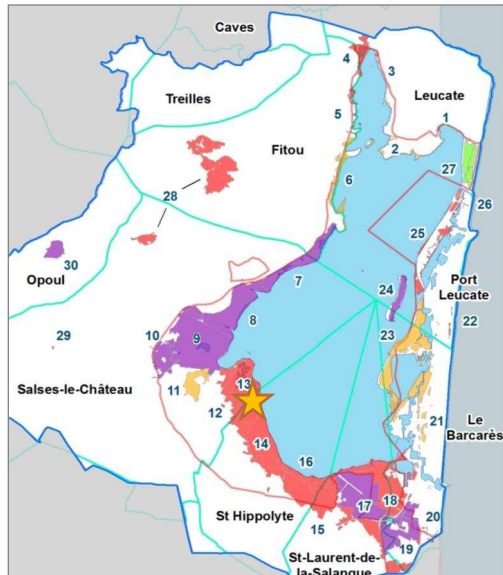 Caves
4
3
Leucate
Treilles
5
1
2
Fitou
27
6
26
28
25
30
Opoul
7
24
Port
Leucate
29
8
22
10
9
23
Salses-le-Château
11
13
12
21
Le
Barcarès
14
16
St Hippolyte
17
18
20
15
St-Laurent-de-
la-Salanque
19